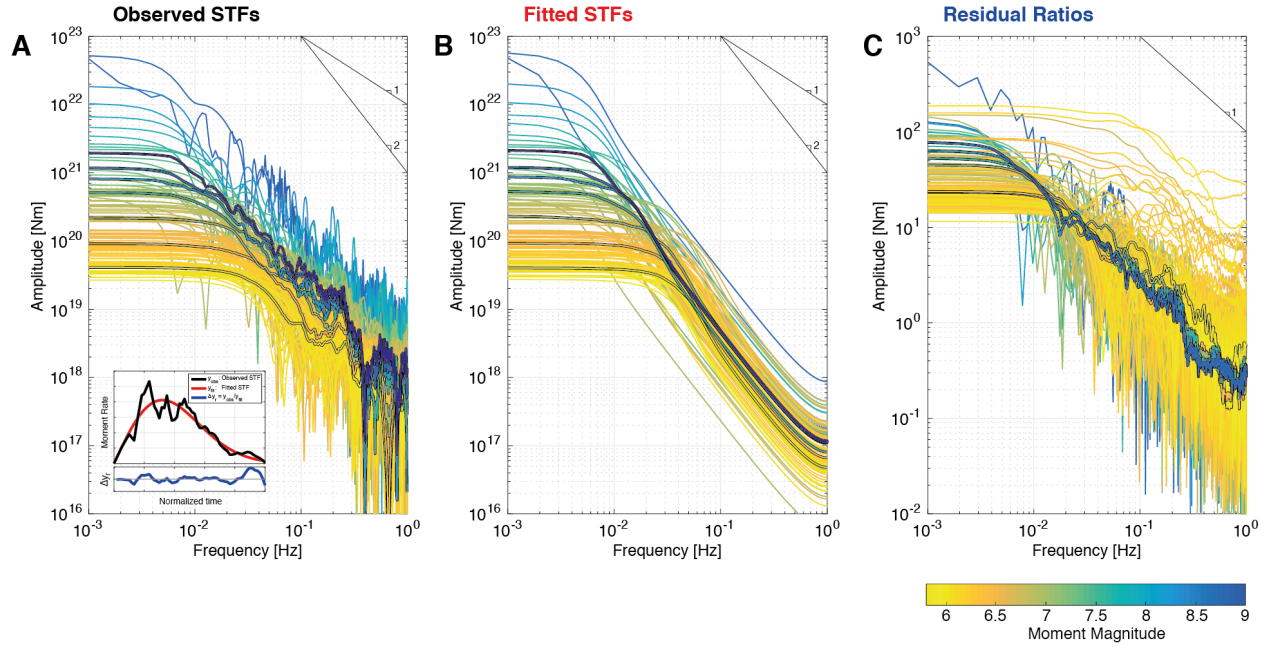 Observed STFs
Fitted STFs
Residual Ratios
A
B
C
10^23
10^22
10^21
10^20
10^19
10^18
10^17
10^16
Amplitude [Nm]
10^-3
10^-2
10^-1
10^0
Frequency [Hz]
1
2
y_obs: Observed STF
y_fit: Fitted STF
Δy_r = y_obs/y_fit
Moment Rate
Δy_r
Normalized time
10^23
10^22
10^21
10^20
10^19
10^18
10^17
10^16
Amplitude [Nm]
10^-3
10^-2
10^-1
10^0
Frequency [Hz]
1
2
10^3
10^2
10^1
10^0
10^-1
10^-2
Amplitude [Nm]
10^-3
10^-2
10^-1
10^0
Frequency [Hz]
1
6 6.5 7 7.5 8 8.5 9
Moment Magnitude